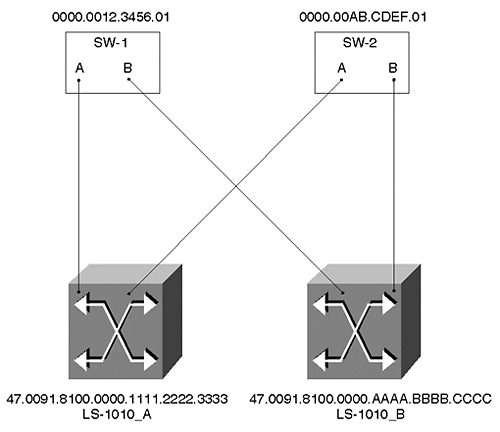 0000.0012.3456.01
0000.00AB.CDEF.01
SW-1
SW-2
A B
A B
47.0091.8100.0000.1111.2222.3333
47.0091.8100.0000.AAAA.BBBB.CCCC
LS-1010_A
LS-1010_B